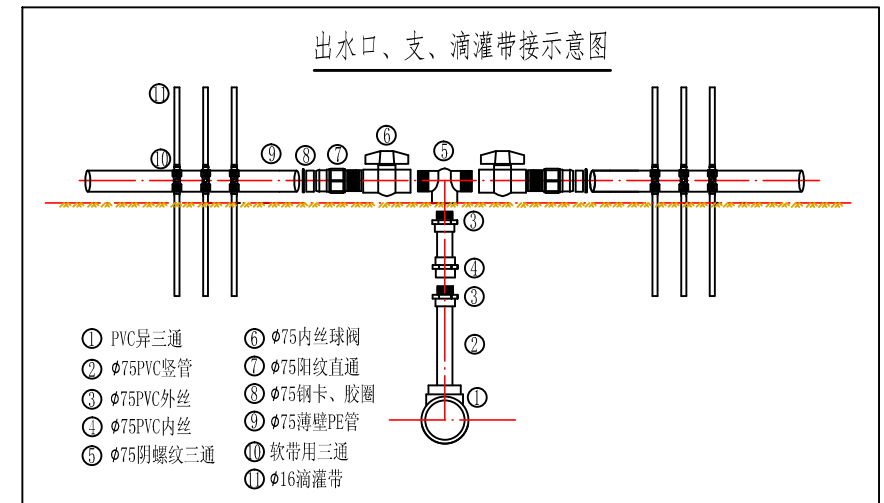 出水口、支、滴灌带接示意图
⑪
⑩
⑨
⑧
⑦
⑥
⑤
③
④
③
②
①
① PVC异三通
② ϕ75PVC竖管
③ ϕ75PVC外丝
④ ϕ75PVC内丝
⑤ ϕ75阴螺纹三通
⑥ ϕ75内丝球阀
⑦ ϕ75阳纹直通
⑧ ϕ75钢卡、胶圈
⑨ ϕ75薄壁PE管
⑩ 软带用三通
⑪ ϕ16滴灌带